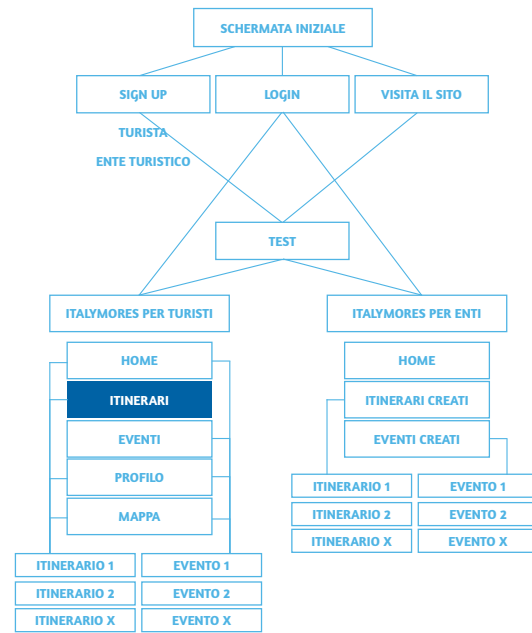 SCHERMATA INIZIALE
SIGN UP
LOGIN
VISITA IL SITO
TURISTA
ENTE TURISTICO
TEST
ITALYMORES PER TURISTI
ITALYMORES PER ENTI
HOME
ITINERARI
EVENTI
PROFILO
MAPPA
ITINERARIO 1
EVENTO 1
ITINERARIO 2
EVENTO 2
ITINERARIO X
EVENTO X
HOME
ITINERARI CREATI
EVENTI CREATI
ITINERARIO 1
EVENTO 1
ITINERARIO 2
EVENTO 2
ITINERARIO X
EVENTO X